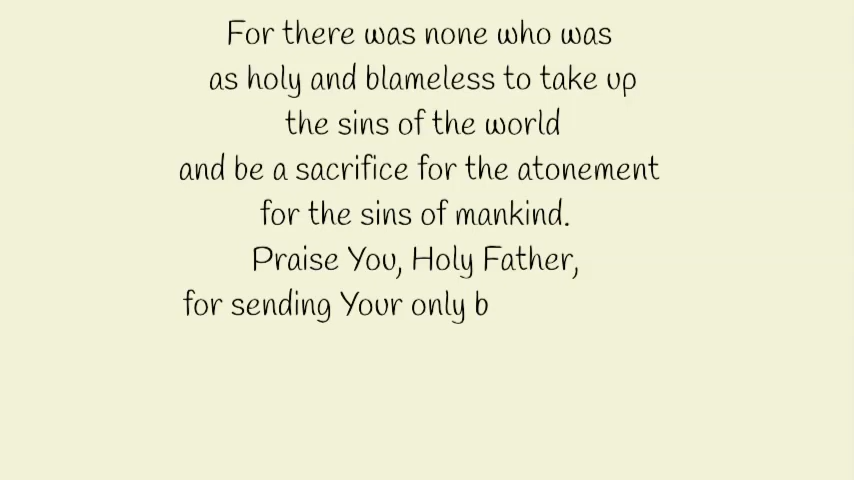 For there was none who was
as holy and blameless to take up
the sins of the world
and be a sacrifice for the atonement
for the sins of mankind.
Praise You, Holy Father,
for sending Your only b